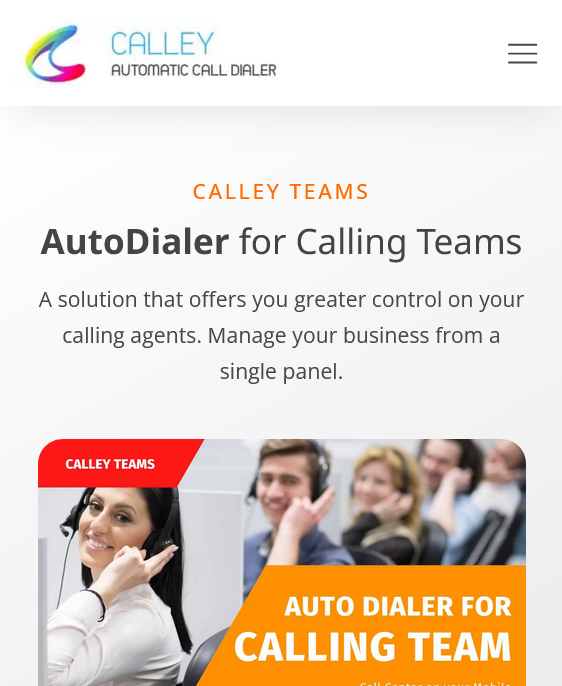 CALLEY
AUTOMATIC CALL DIALER
CALLEY TEAMS
AutoDialer for Calling Teams
A solution that offers you greater control on your
calling agents. Manage your business from a
single panel.
CALLEY TEAMS
AUTO DIALER FOR
CALLING TEAM